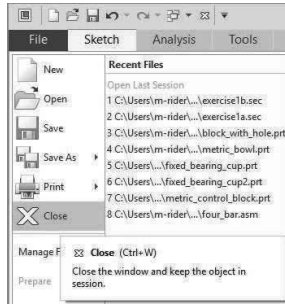 File Sketch Analysis Tools
New
Open
Save
Save As
Print
Close
Manage F
Prepare
Recent Files
Open Last Session
1 C:\Users\m-rider\...\exercise1b.sec
2 C:\Users\m-rider\...\exercise1a.sec
3 C:\Users\m-rider\...\block_with_hole.prt
4 C:\Users\m-rider\...\metric_bowl.prt
5 C:\Users\...\fixed_bearing_cup.prt
6 C:\Users\...\fixed_bearing_cup2.prt
7 C:\Users\...\metric_control_block.prt
8 C:\Users\m-rider\...\four_bar.asm
Close (Ctrl+W)
Close the window and keep the object in
session.